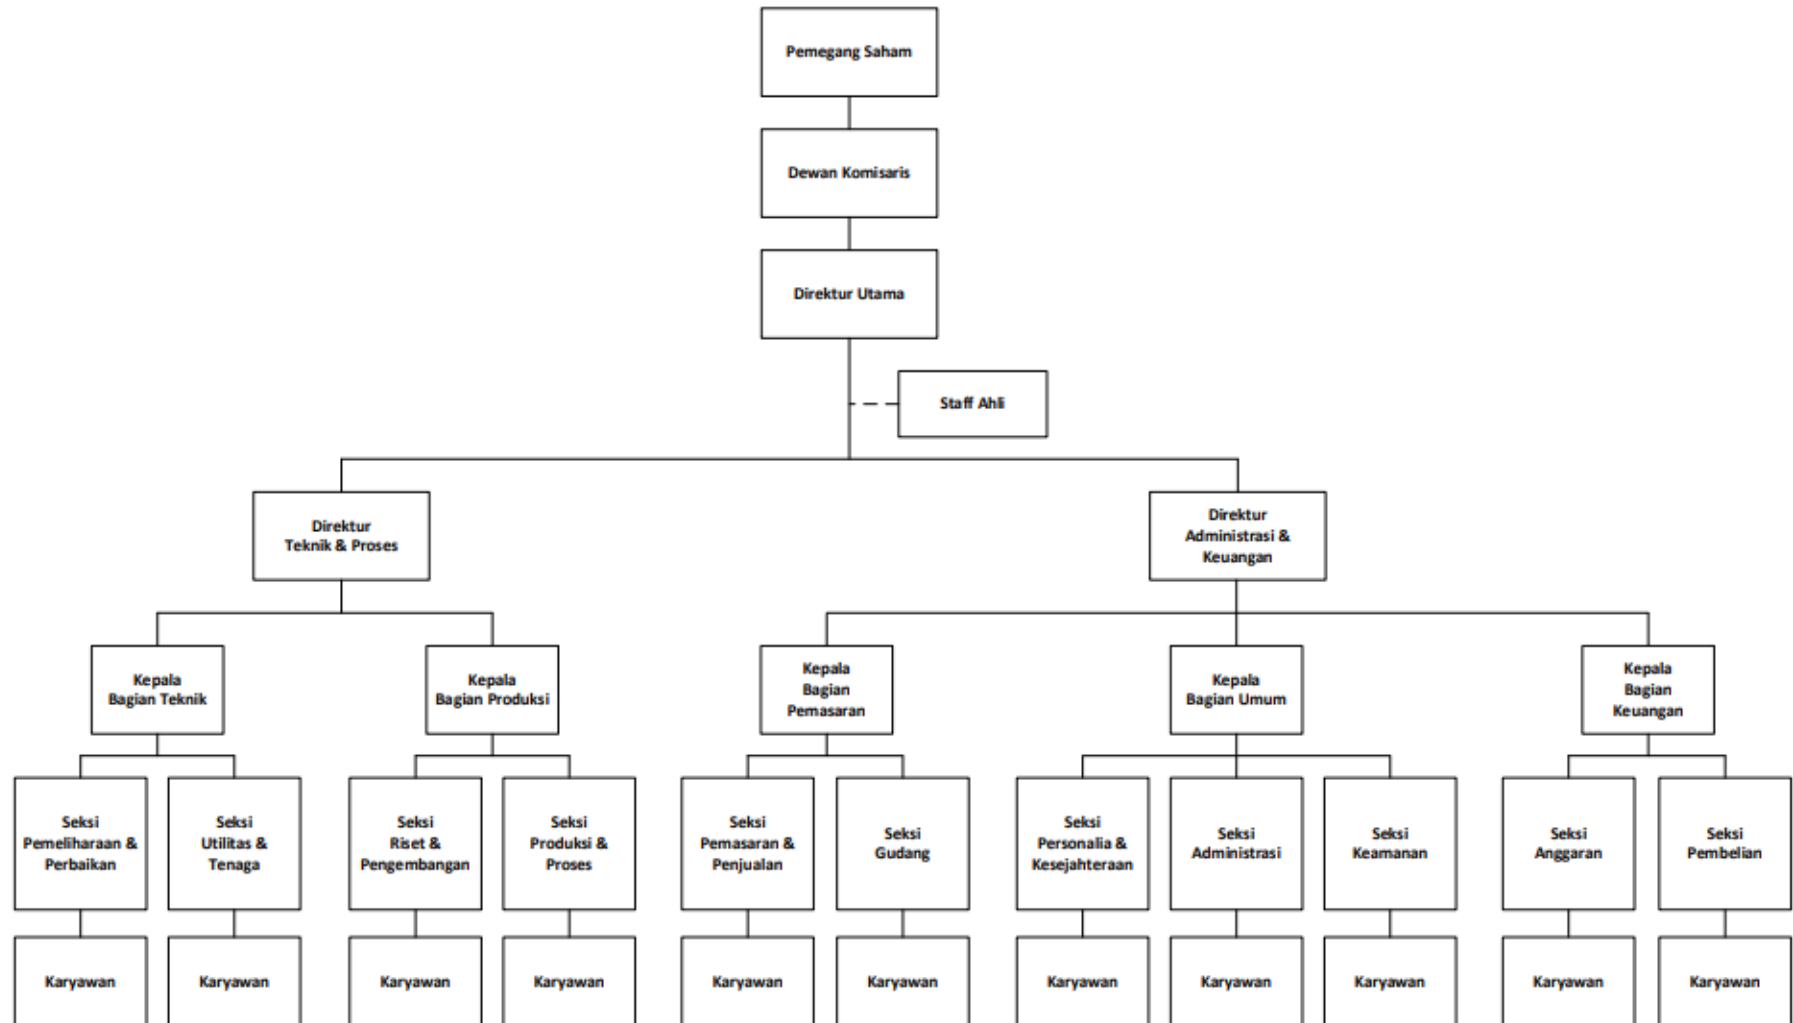 Pemegang Saham
Dewan Komisaris
Direktur Utama
Staff Ahli
Direktur
Teknik & Proses
Direktur
Administrasi &
Keuangan
Kepala
Bagian Teknik
Kepala
Bagian Produksi
Kepala
Bagian
Pemasaran
Kepala
Bagian Umum
Kepala
Bagian
Keuangan
Seksi
Pemeliharaan &
Perbaikan
Seksi
Utilitas &
Tenaga
Seksi
Riset &
Pengembangan
Seksi
Produksi &
Proses
Seksi
Pemasaran &
Penjualan
Seksi
Gudang
Seksi
Personalia &
Kesejahteraan
Seksi
Administrasi
Seksi
Keamanan
Seksi
Anggaran
Seksi
Pembelian
Karyawan
Karyawan
Karyawan
Karyawan
Karyawan
Karyawan
Karyawan
Karyawan
Karyawan
Karyawan
Karyawan